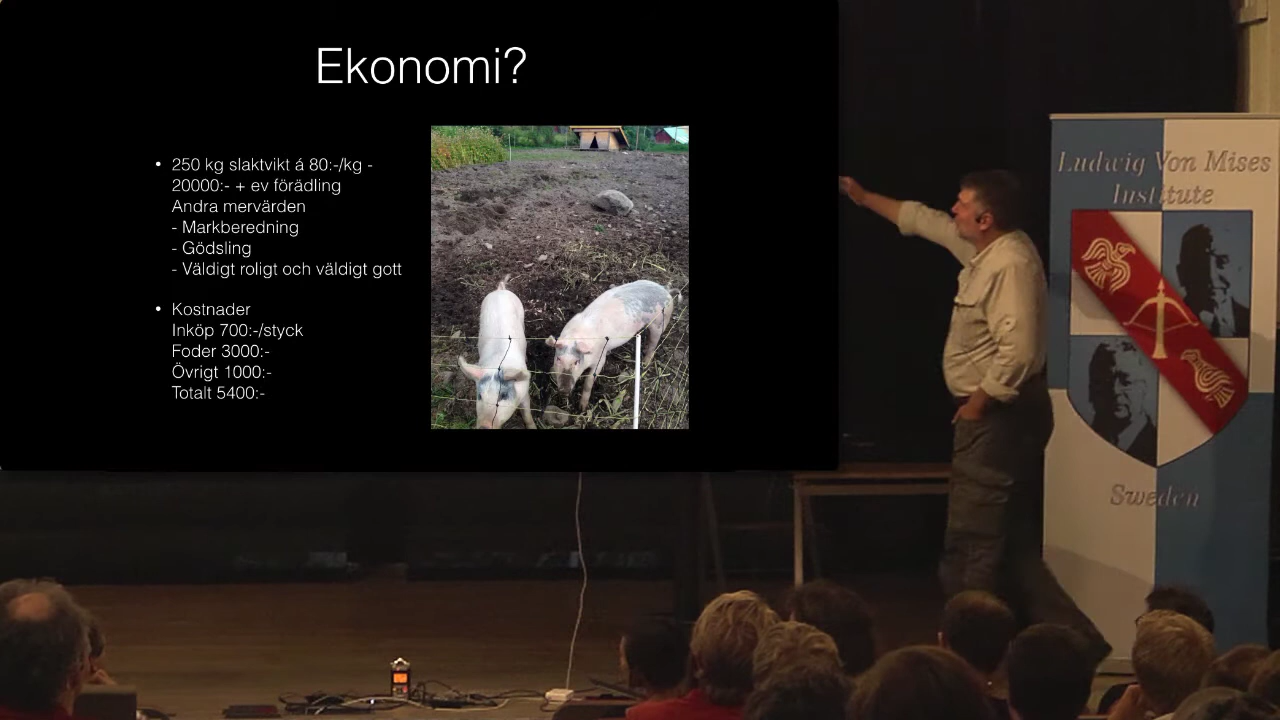 Ekonomi?
• 250 kg slaktvikt á 80:-/kg -
20000:- + ev förädling
Andra mervärden
- Markberedning
- Gödsling
- Väldigt roligt och väldigt gott
• Kostnader
Inköp 700:-/styck
Foder 3000:-
Övrigt 1000:-
Totalt 5400:-
Ludwig Von Mises
Institute
Sweden